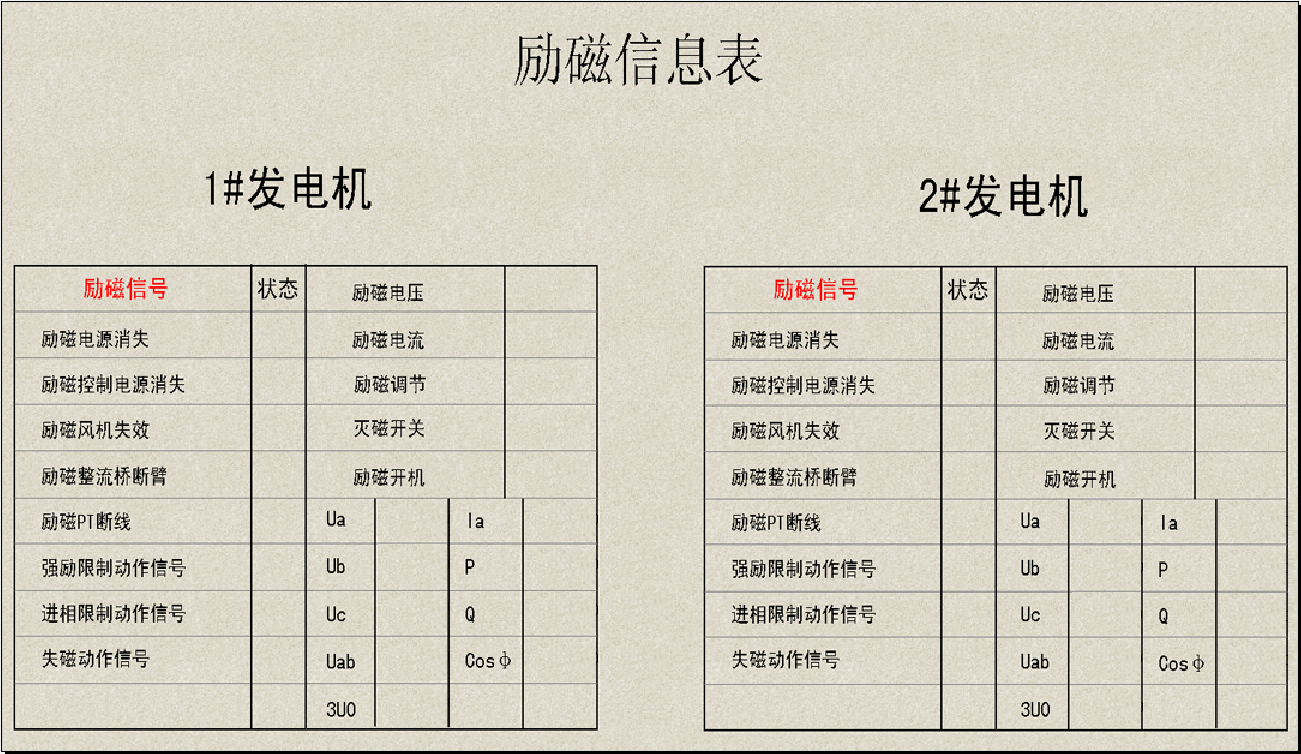 励磁信息表
1#发电机
励磁信号 状态 励磁电压
励磁电源消失 励磁电流
励磁控制电源消失 励磁调节
励磁风机失效 灭磁开关
励磁整流桥断臂 励磁开机
励磁PT断线 Ua Ia
强励限制动作信号 Ub P
进相限制动作信号 Uc Q
失磁动作信号 Uab Cosф
3U0
2#发电机
励磁信号 状态 励磁电压
励磁电源消失 励磁电流
励磁控制电源消失 励磁调节
励磁风机失效 灭磁开关
励磁整流桥断臂 励磁开机
励磁PT断线 Ua Ia
强励限制动作信号 Ub P
进相限制动作信号 Uc Q
失磁动作信号 Uab Cosф
3U0